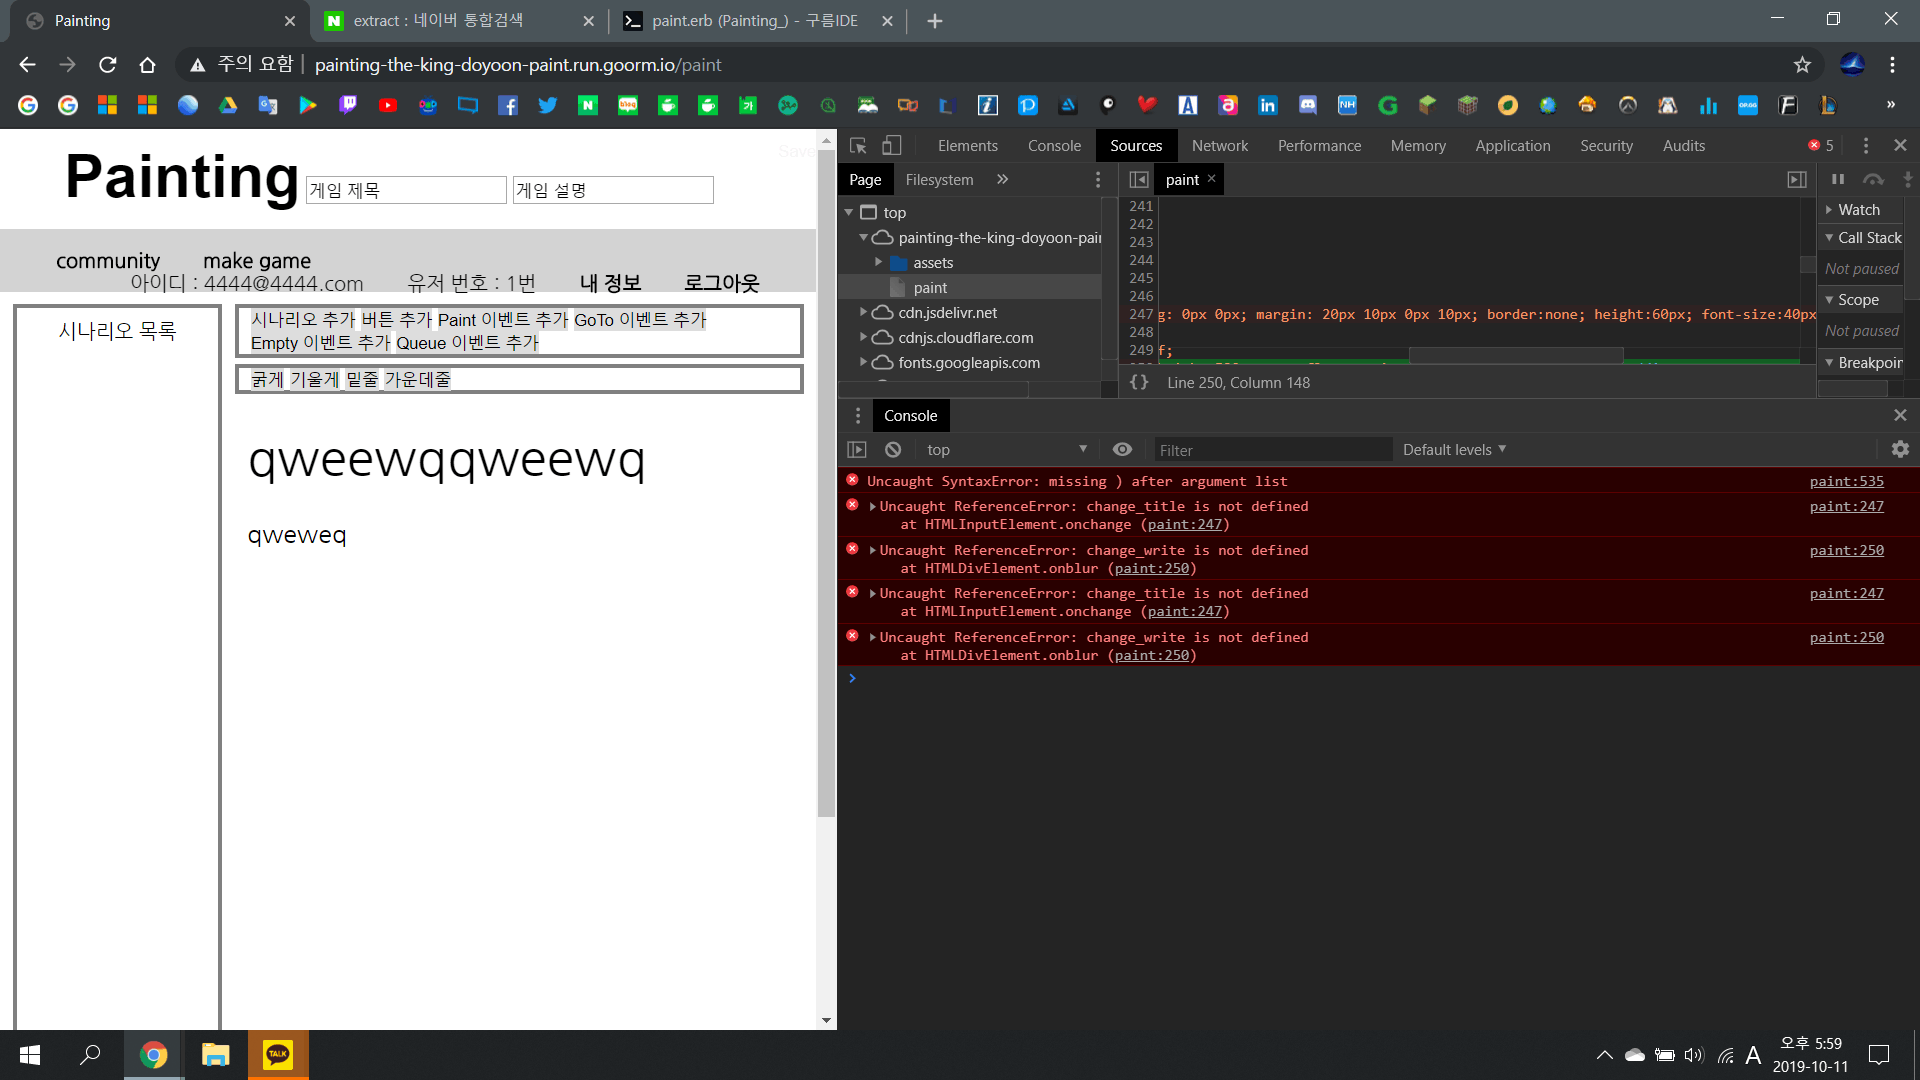 Painting
extract : 네이버 통합검색
paint.erb (Painting_) - 구름IDE
주의 요함
painting-the-king-doyoon-paint.run.goorm.io/paint
Painting 게임 제목 게임 설명
Save
community make game
아이디 : 4444@4444.com 유저 번호 : 1번 내 정보 로그아웃
시나리오 목록
시나리오 추가 버튼 추가 Paint 이벤트 추가 GoTo 이벤트 추가
Empty 이벤트 추가 Queue 이벤트 추가
굵게 기울게 밑줄 가운데줄
qweewqqweewq
qweweq
Elements Console Sources Network Performance Memory Application Security Audits 5
Page Filesystem
top
painting-the-king-doyoon-pain
assets
paint
cdn.jsdelivr.net
cdnjs.cloudflare.com
fonts.googleapis.com
paint
241
242
243
244
245
246
247 g: 0px 0px; margin: 20px 10px 0px 10px; border:none; height:60px; font-size:40px
248
249 f;
{} Line 250, Column 148
Watch
Call Stack
Not paused
Scope
Not paused
Breakpoin
Console
top Filter Default levels
Uncaught SyntaxError: missing ) after argument list paint:535
Uncaught ReferenceError: change_title is not defined paint:247
at HTMLInputElement.onchange (paint:247)
Uncaught ReferenceError: change_write is not defined paint:250
at HTMLDivElement.onblur (paint:250)
Uncaught ReferenceError: change_title is not defined paint:247
at HTMLInputElement.onchange (paint:247)
Uncaught ReferenceError: change_write is not defined paint:250
at HTMLDivElement.onblur (paint:250)
TALK
A
오후 5:59
2019-10-11